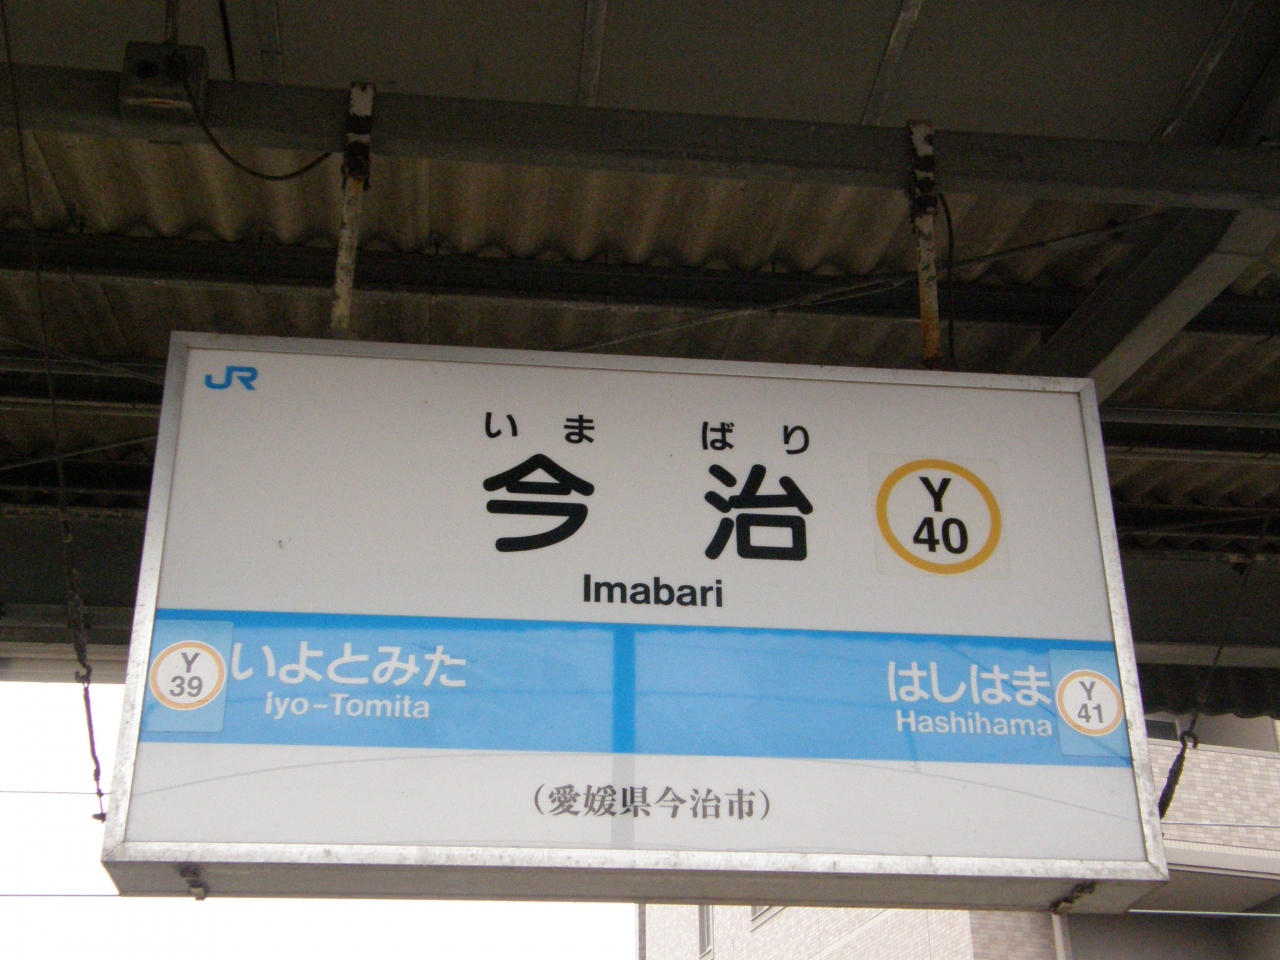 JR
いま ばり
今治
Y
40
Imabari
Y
39
いよとみた
Iyo-Tomita
はしはま
Hashihama
Y
41
(愛媛県今治市)